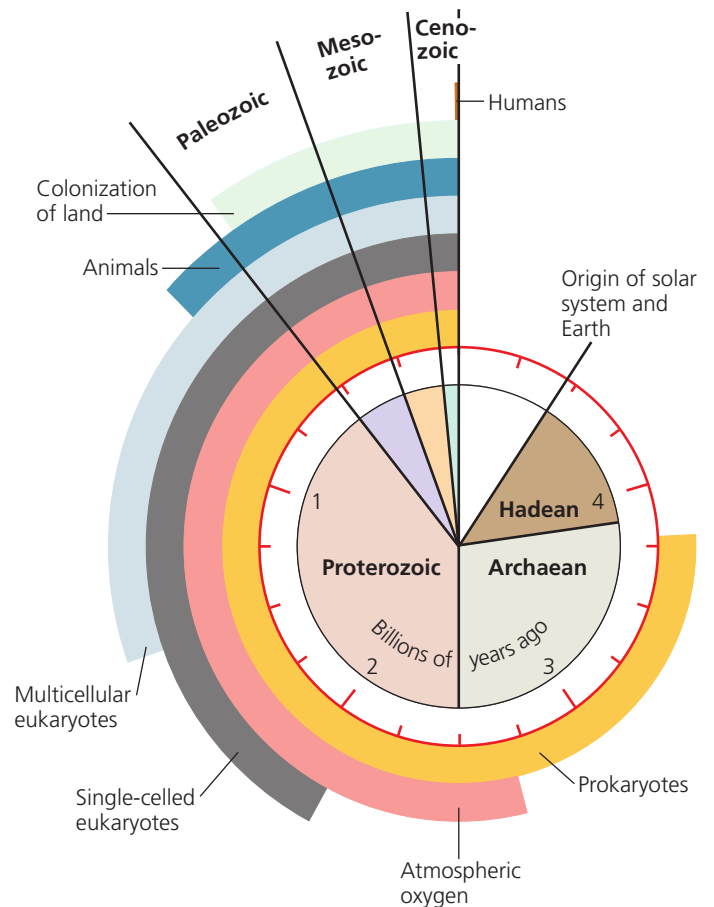 Ceno-
zoic
Meso-
zoic
Paleozoic
Humans
Colonization
of land
Animals
Origin of solar
system and
Earth
1
4
Hadean
Proterozoic
Archaean
Billions of
years ago
2
3
Multicellular
eukaryotes
Single-celled
eukaryotes
Prokaryotes
Atmospheric
oxygen